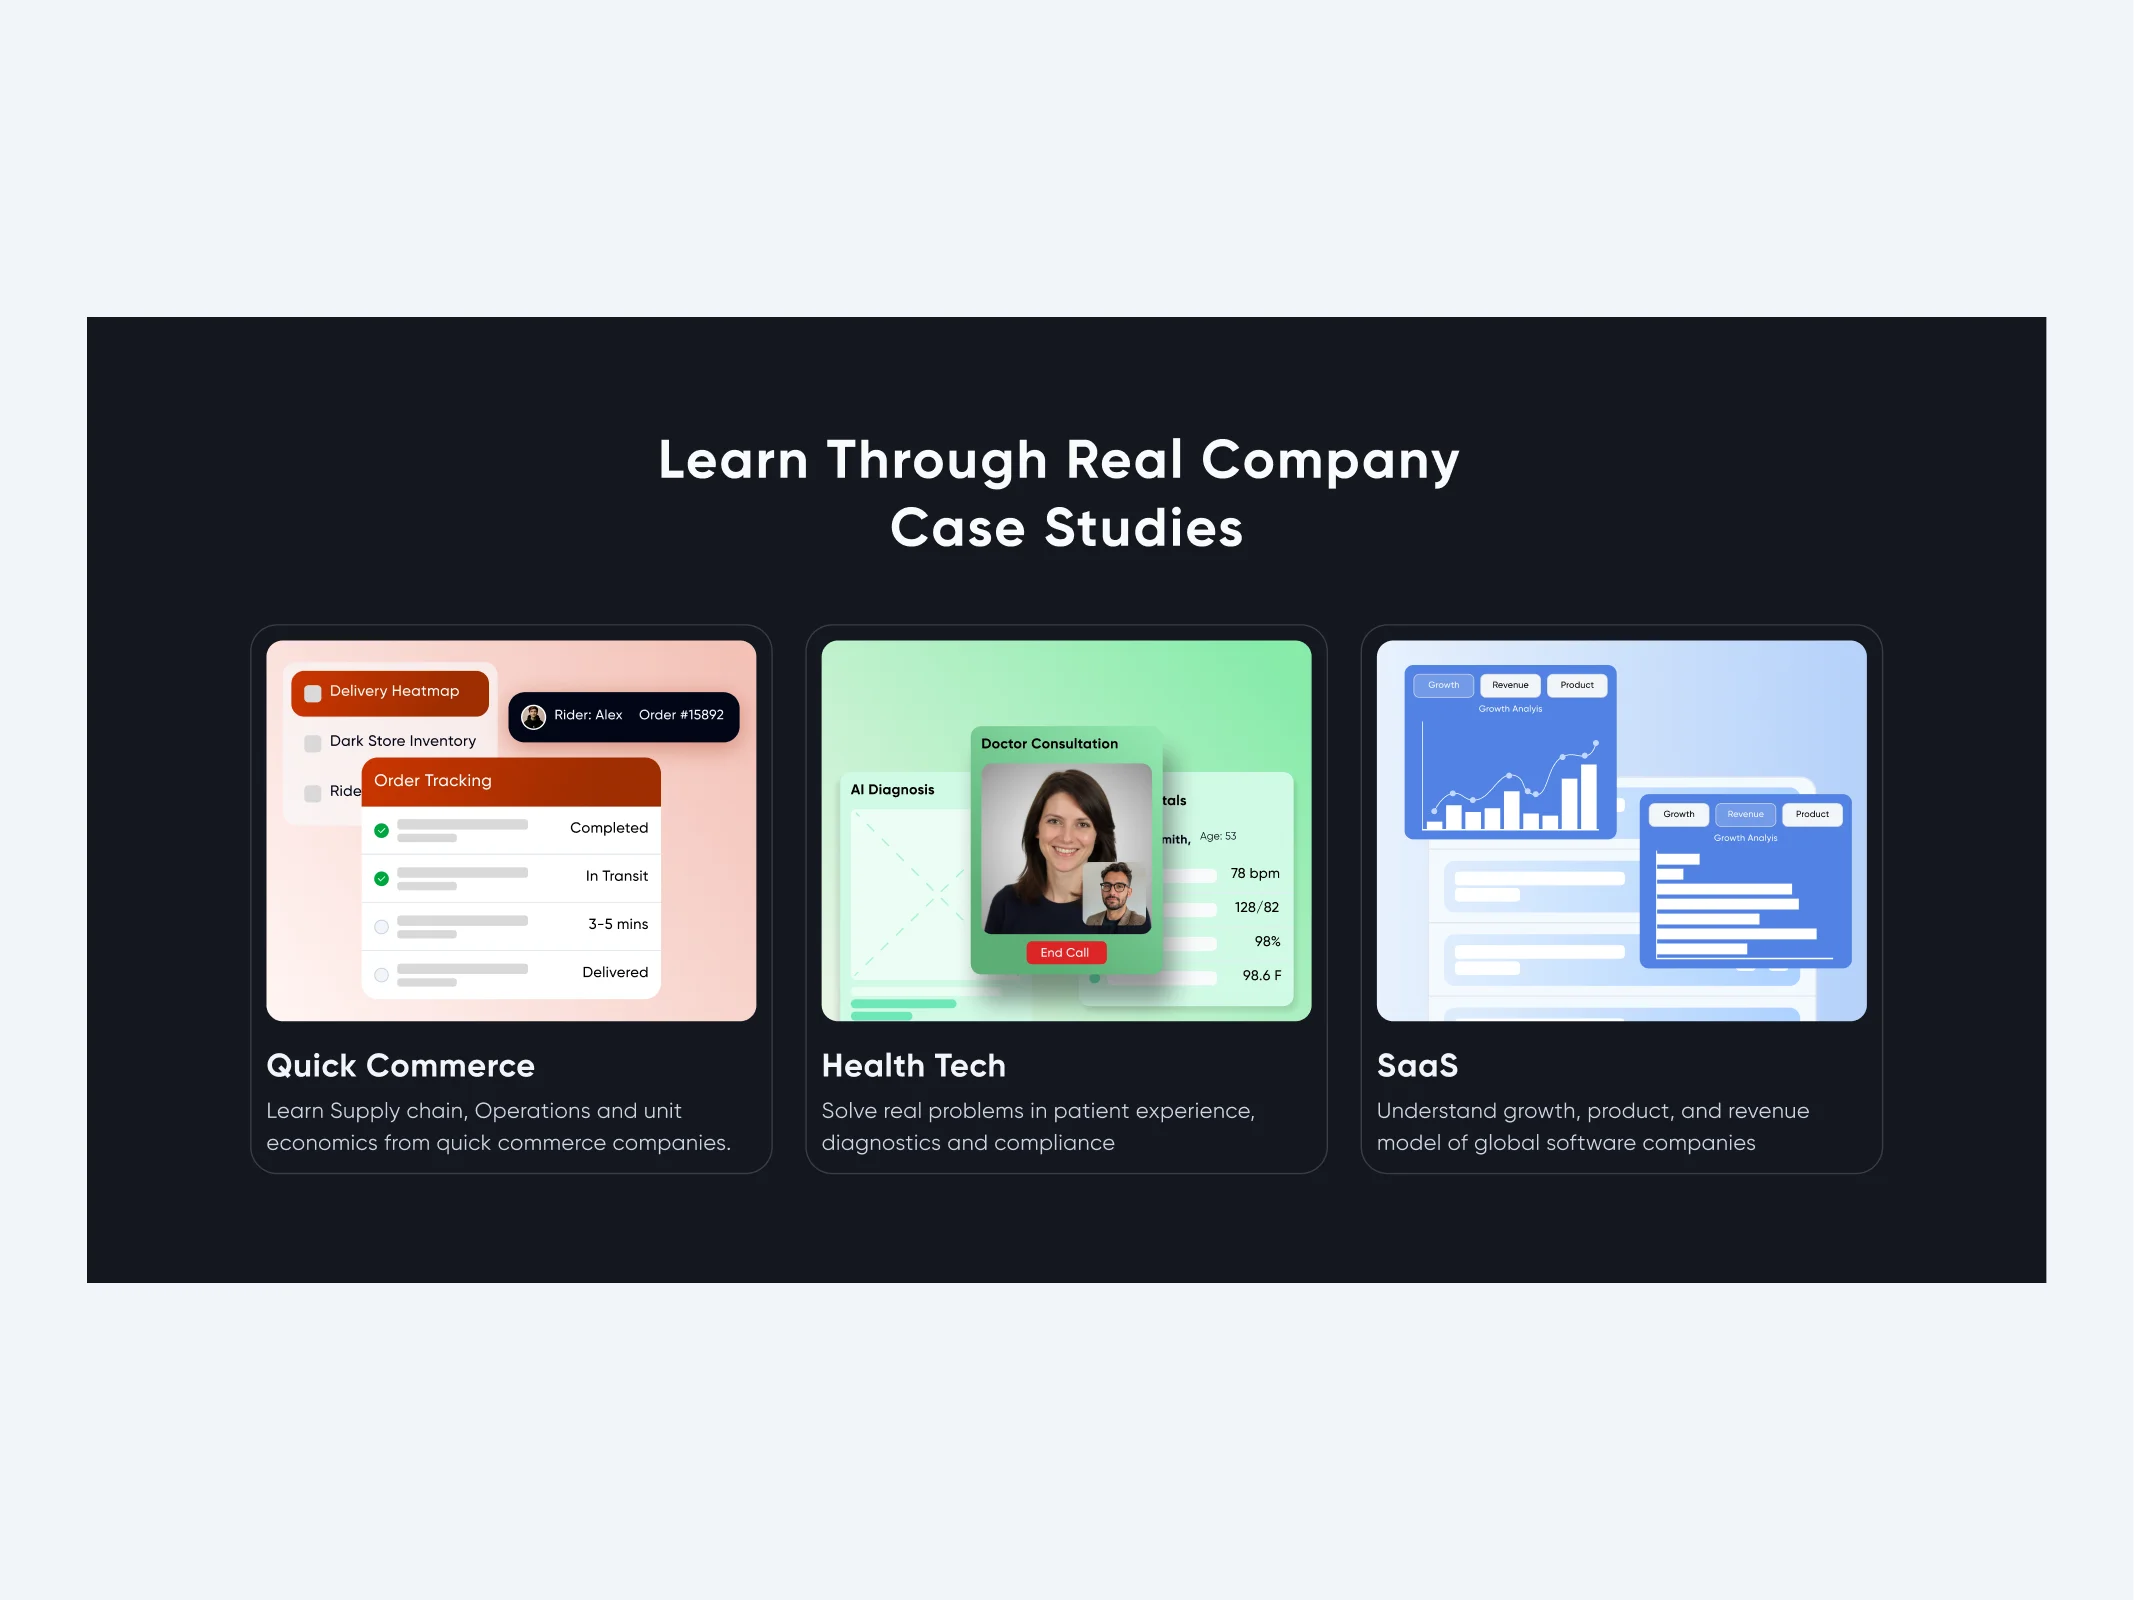 Learn Through Real Company
Case Studies
Delivery Heatmap
Dark Store Inventory
Ride
Rider: Alex Order #15892
Order Tracking
Completed
In Transit
3-5 mins
Delivered
Quick Commerce
Learn Supply chain, Operations and unit
economics from quick commerce companies.
AI Diagnosis
Doctor Consultation
End Call
tals
mith, Age: 53
78 bpm
128/82
98%
98.6 F
Health Tech
Solve real problems in patient experience,
diagnostics and compliance
Growth Revenue Product
Growth Analyis
Growth Revenue Product
Growth Analyis
SaaS
Understand growth, product, and revenue
model of global software companies